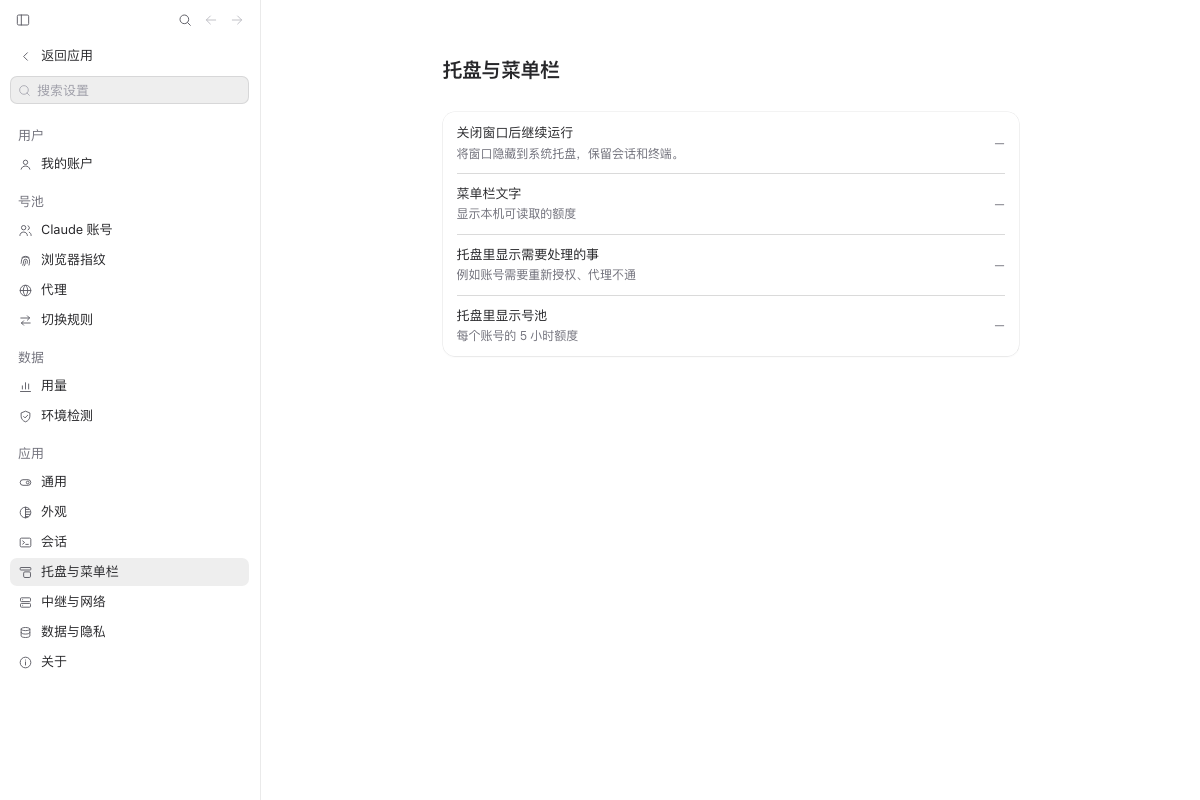 返回应用
搜索设置
用户
我的账户
号池
Claude 账号
浏览器指纹
代理
切换规则
数据
用量
环境检测
应用
通用
外观
会话
托盘与菜单栏
中继与网络
数据与隐私
关于
托盘与菜单栏
关闭窗口后继续运行
将窗口隐藏到系统托盘，保留会话和终端。
—
菜单栏文字
显示本机可读取的额度
—
托盘里显示需要处理的事
例如账号需要重新授权、代理不通
—
托盘里显示号池
每个账号的 5 小时额度
—